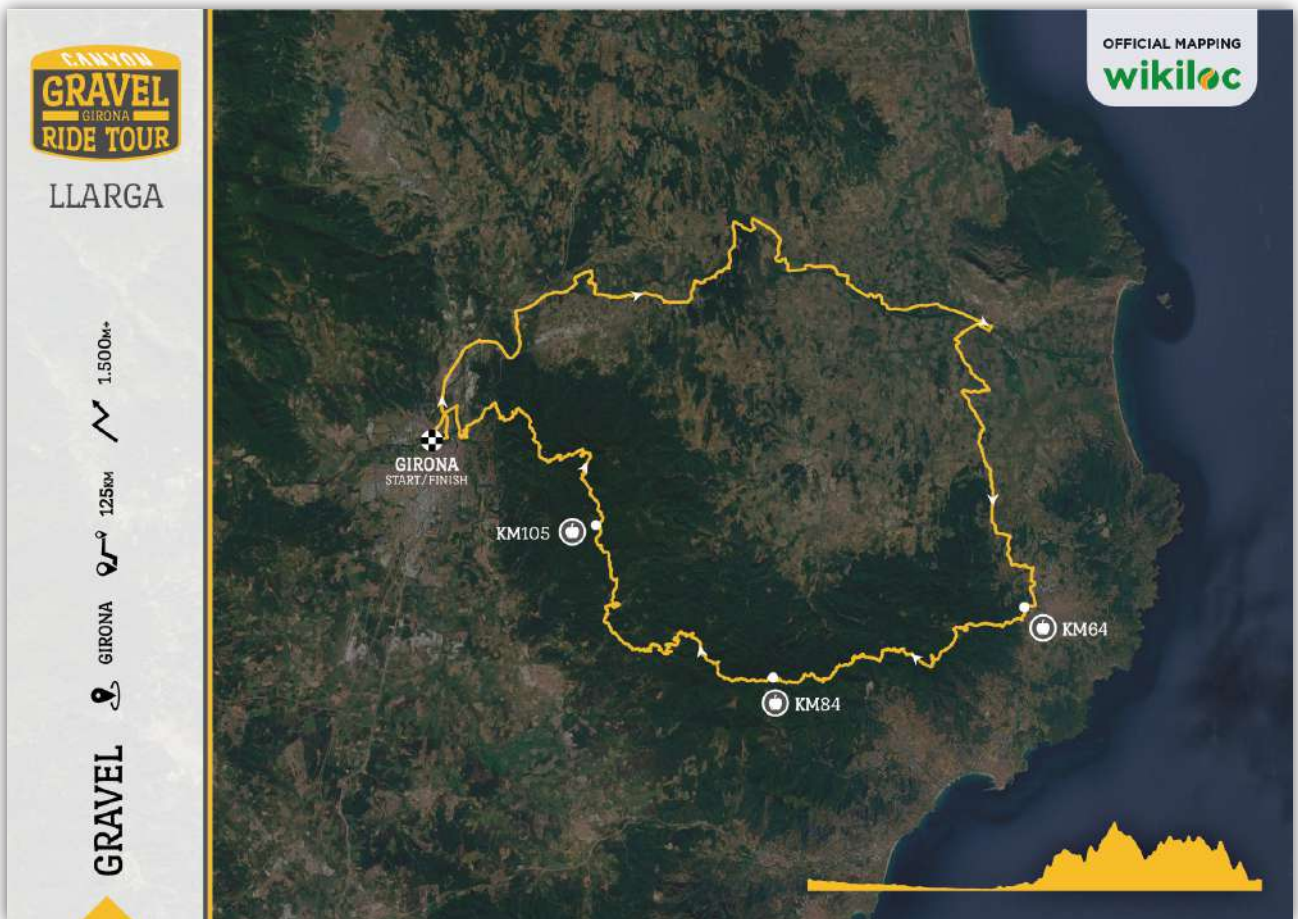 CANYON
GRAVEL
GIRONA
RIDE TOUR
LLARGA
GRAVEL
GIRONA
125KM
1.500M+
OFFICIAL MAPPING
wikiloc
GIRONA
START/FINISH
KM105
KM64
KM84